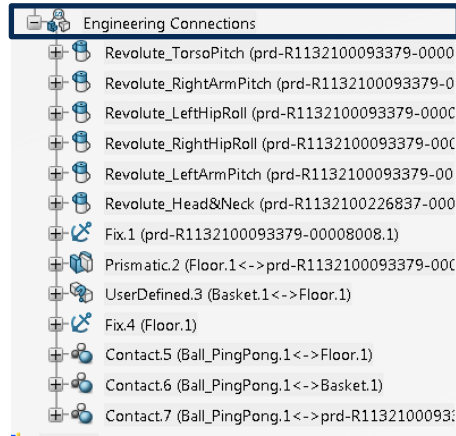 Engineering Connections
Revolute_TorsoPitch (prd-R1132100093379-0000
Revolute_RightArmPitch (prd-R1132100093379-0
Revolute_LeftHipRoll (prd-R1132100093379-0000
Revolute_RightHipRoll (prd-R1132100093379-000
Revolute_LeftArmPitch (prd-R1132100093379-00
Revolute_Head&Neck (prd-R1132100226837-000
Fix.1 (prd-R1132100093379-00008008.1)
Prismatic.2 (Floor.1<->prd-R1132100093379-000
UserDefined.3 (Basket.1<->Floor.1)
Fix.4 (Floor.1)
Contact.5 (Ball_PingPong.1<->Floor.1)
Contact.6 (Ball_PingPong.1<->Basket.1)
Contact.7 (Ball_PingPong.1<->prd-R1132100093